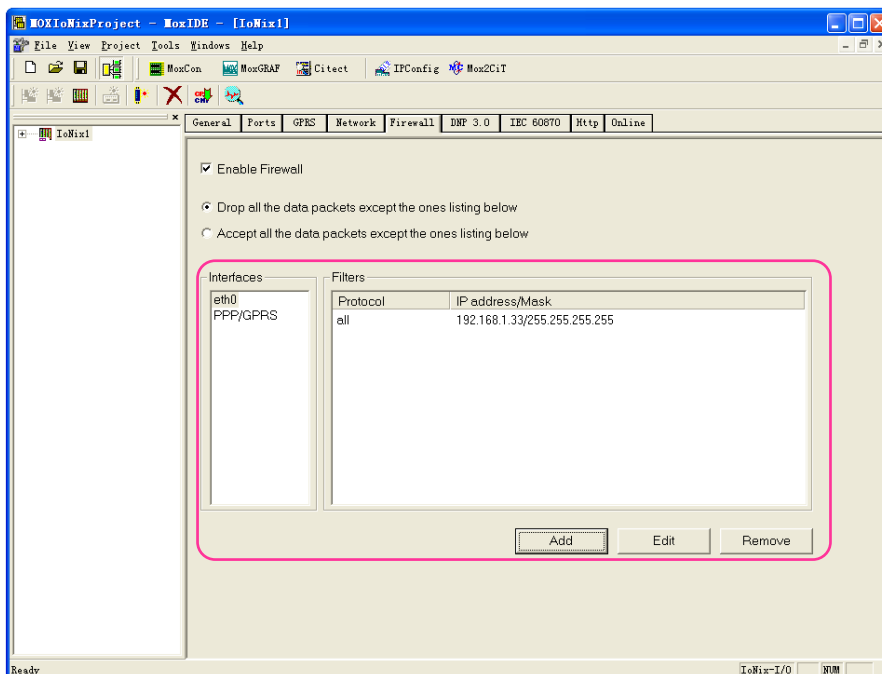 MOXIoNixProject - MoxIDE - [IoNix1]
File View Project Tools Windows Help
MoxCon MoxGRAF Citect IPConfig Mox2CiT
IoNix1
General Ports GPRS Network Firewall DNP 3.0 IEC 60870 Http Online
Enable Firewall
Drop all the data packets except the ones listing below
Accept all the data packets except the ones listing below
Interfaces
eth0
PPP/GPRS
Filters
Protocol IP address/Mask
all 192.168.1.33/255.255.255.255
Add Edit Remove
Ready IoNix-I/O NUM